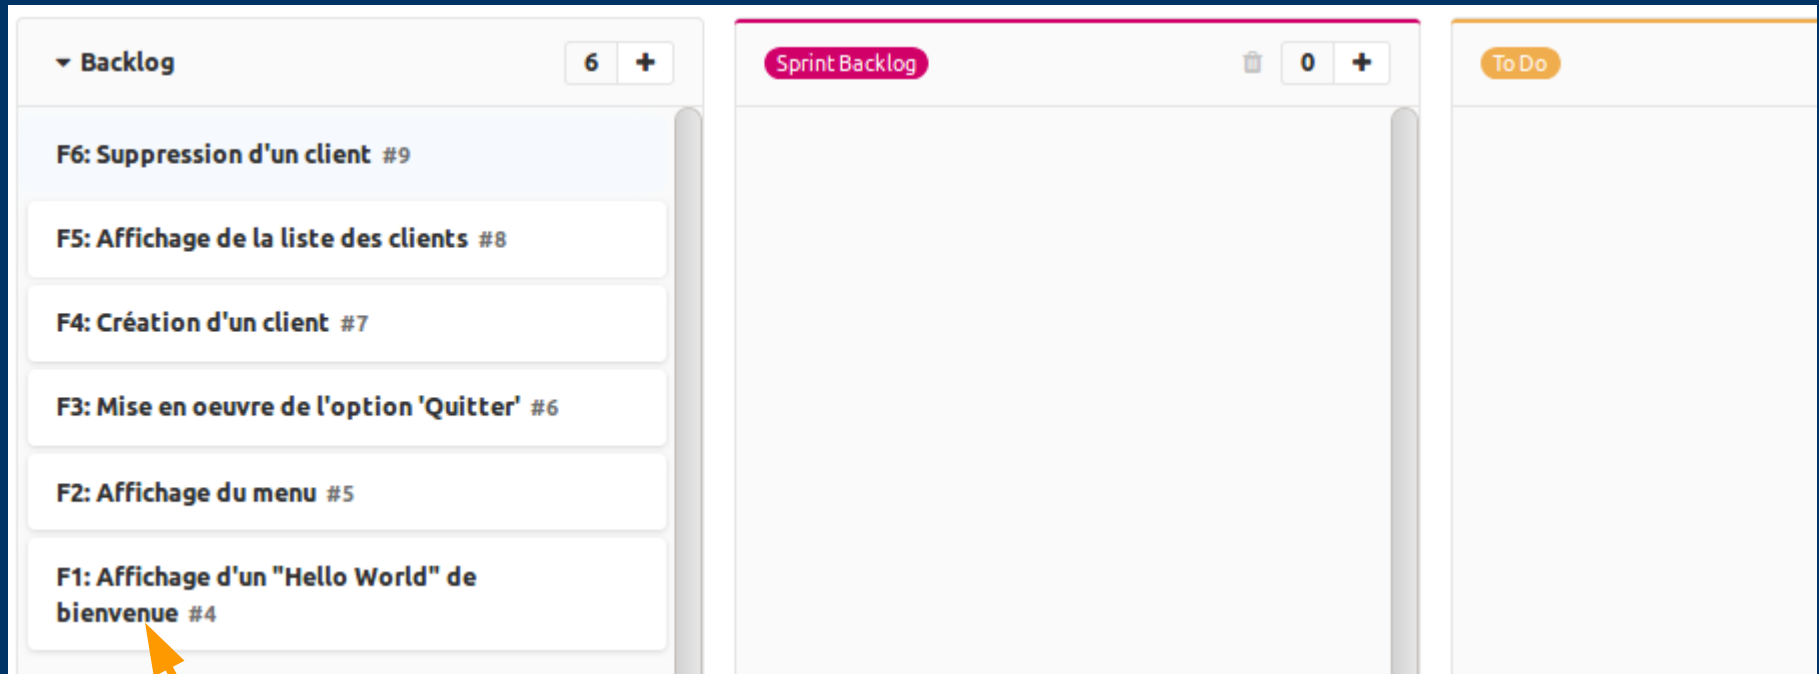 Backlog
6 +
F6: Suppression d'un client #9
F5: Affichage de la liste des clients #8
F4: Création d'un client #7
F3: Mise en oeuvre de l'option 'Quitter' #6
F2: Affichage du menu #5
F1: Affichage d'un "Hello World" de
bienvenue #4
Sprint Backlog
0 +
To Do